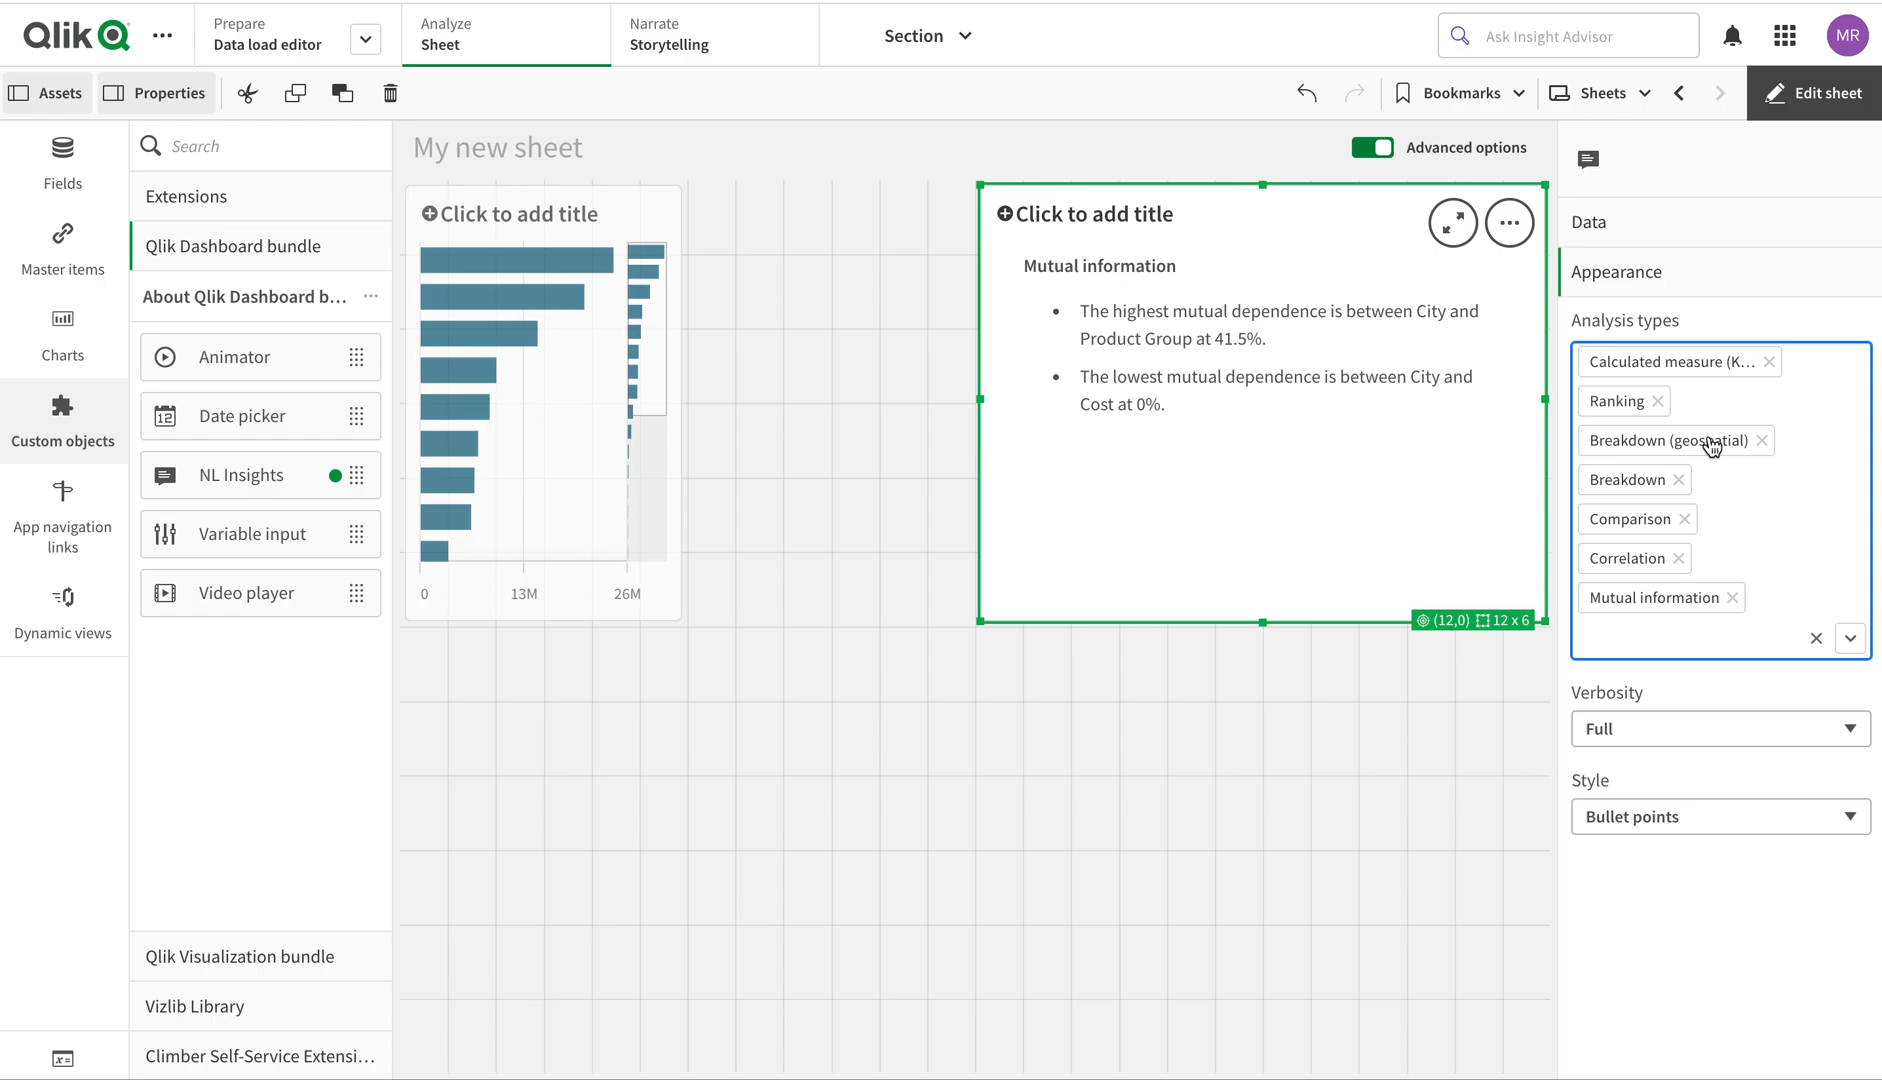 Qlik
Prepare
Data load editor
Analyze
Sheet
Narrate
Storytelling
Section
Ask Insight Advisor
MR
Assets
Properties
Bookmarks
Sheets
Edit sheet
Fields
Master items
Charts
Custom objects
App navigation
links
Dynamic views
Search
Extensions
Qlik Dashboard bundle
About Qlik Dashboard b...
Animator
Date picker
12
NL Insights
Variable input
Video player
Qlik Visualization bundle
Vizlib Library
Climber Self-Service Extensi...
x=
My new sheet
Advanced options
Click to add title
0
13M
26M
Click to add title
Mutual information
• The highest mutual dependence is between City and
Product Group at 41.5%.
• The lowest mutual dependence is between City and
Cost at 0%.
(12,0) 12 x 6
Data
Appearance
Analysis types
Calculated measure (K...
Ranking
Breakdown (geospatial)
Breakdown
Comparison
Correlation
Mutual information
Verbosity
Full
Style
Bullet points